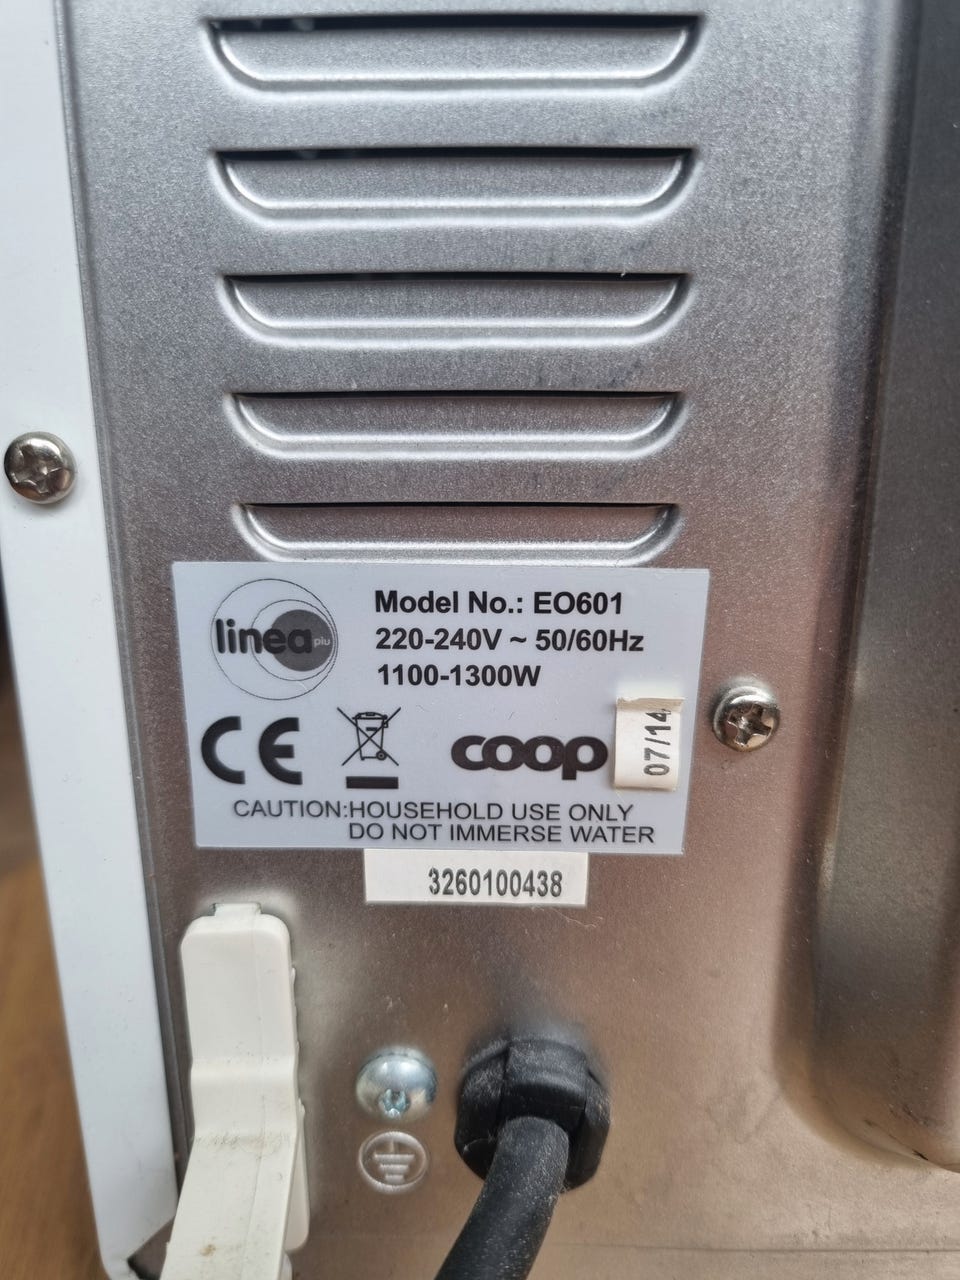 linea piu
Model No.: EO601
220-240V ~ 50/60Hz
1100-1300W
CE
coop
07/14
CAUTION:HOUSEHOLD USE ONLY
DO NOT IMMERSE WATER
3260100438